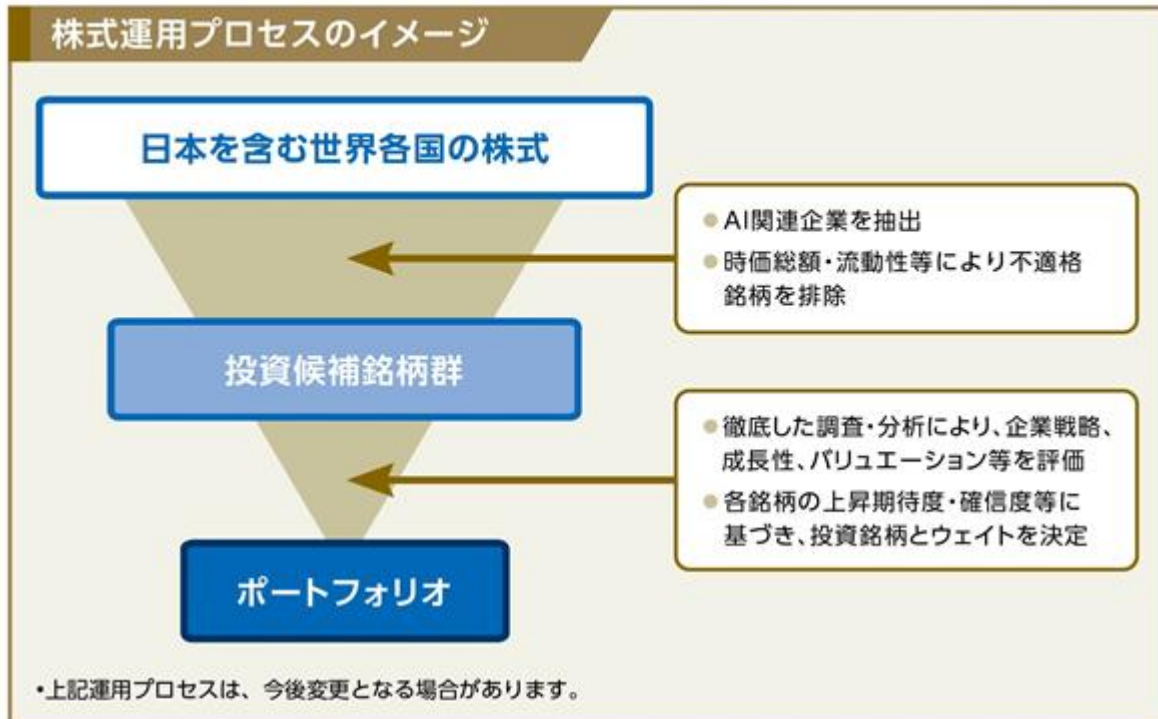 株式運用プロセスのイメージ
日本を含む世界各国の株式
●AI関連企業を抽出
●時価総額・流動性等により不適格
銘柄を排除
投資候補銘柄群
●徹底した調査・分析により、企業戦略、
成長性、バリュエーション等を評価
●各銘柄の上昇期待度・確信度等に
基づき、投資銘柄とウェイトを決定
ポートフォリオ
•上記運用プロセスは、今後変更となる場合があります。